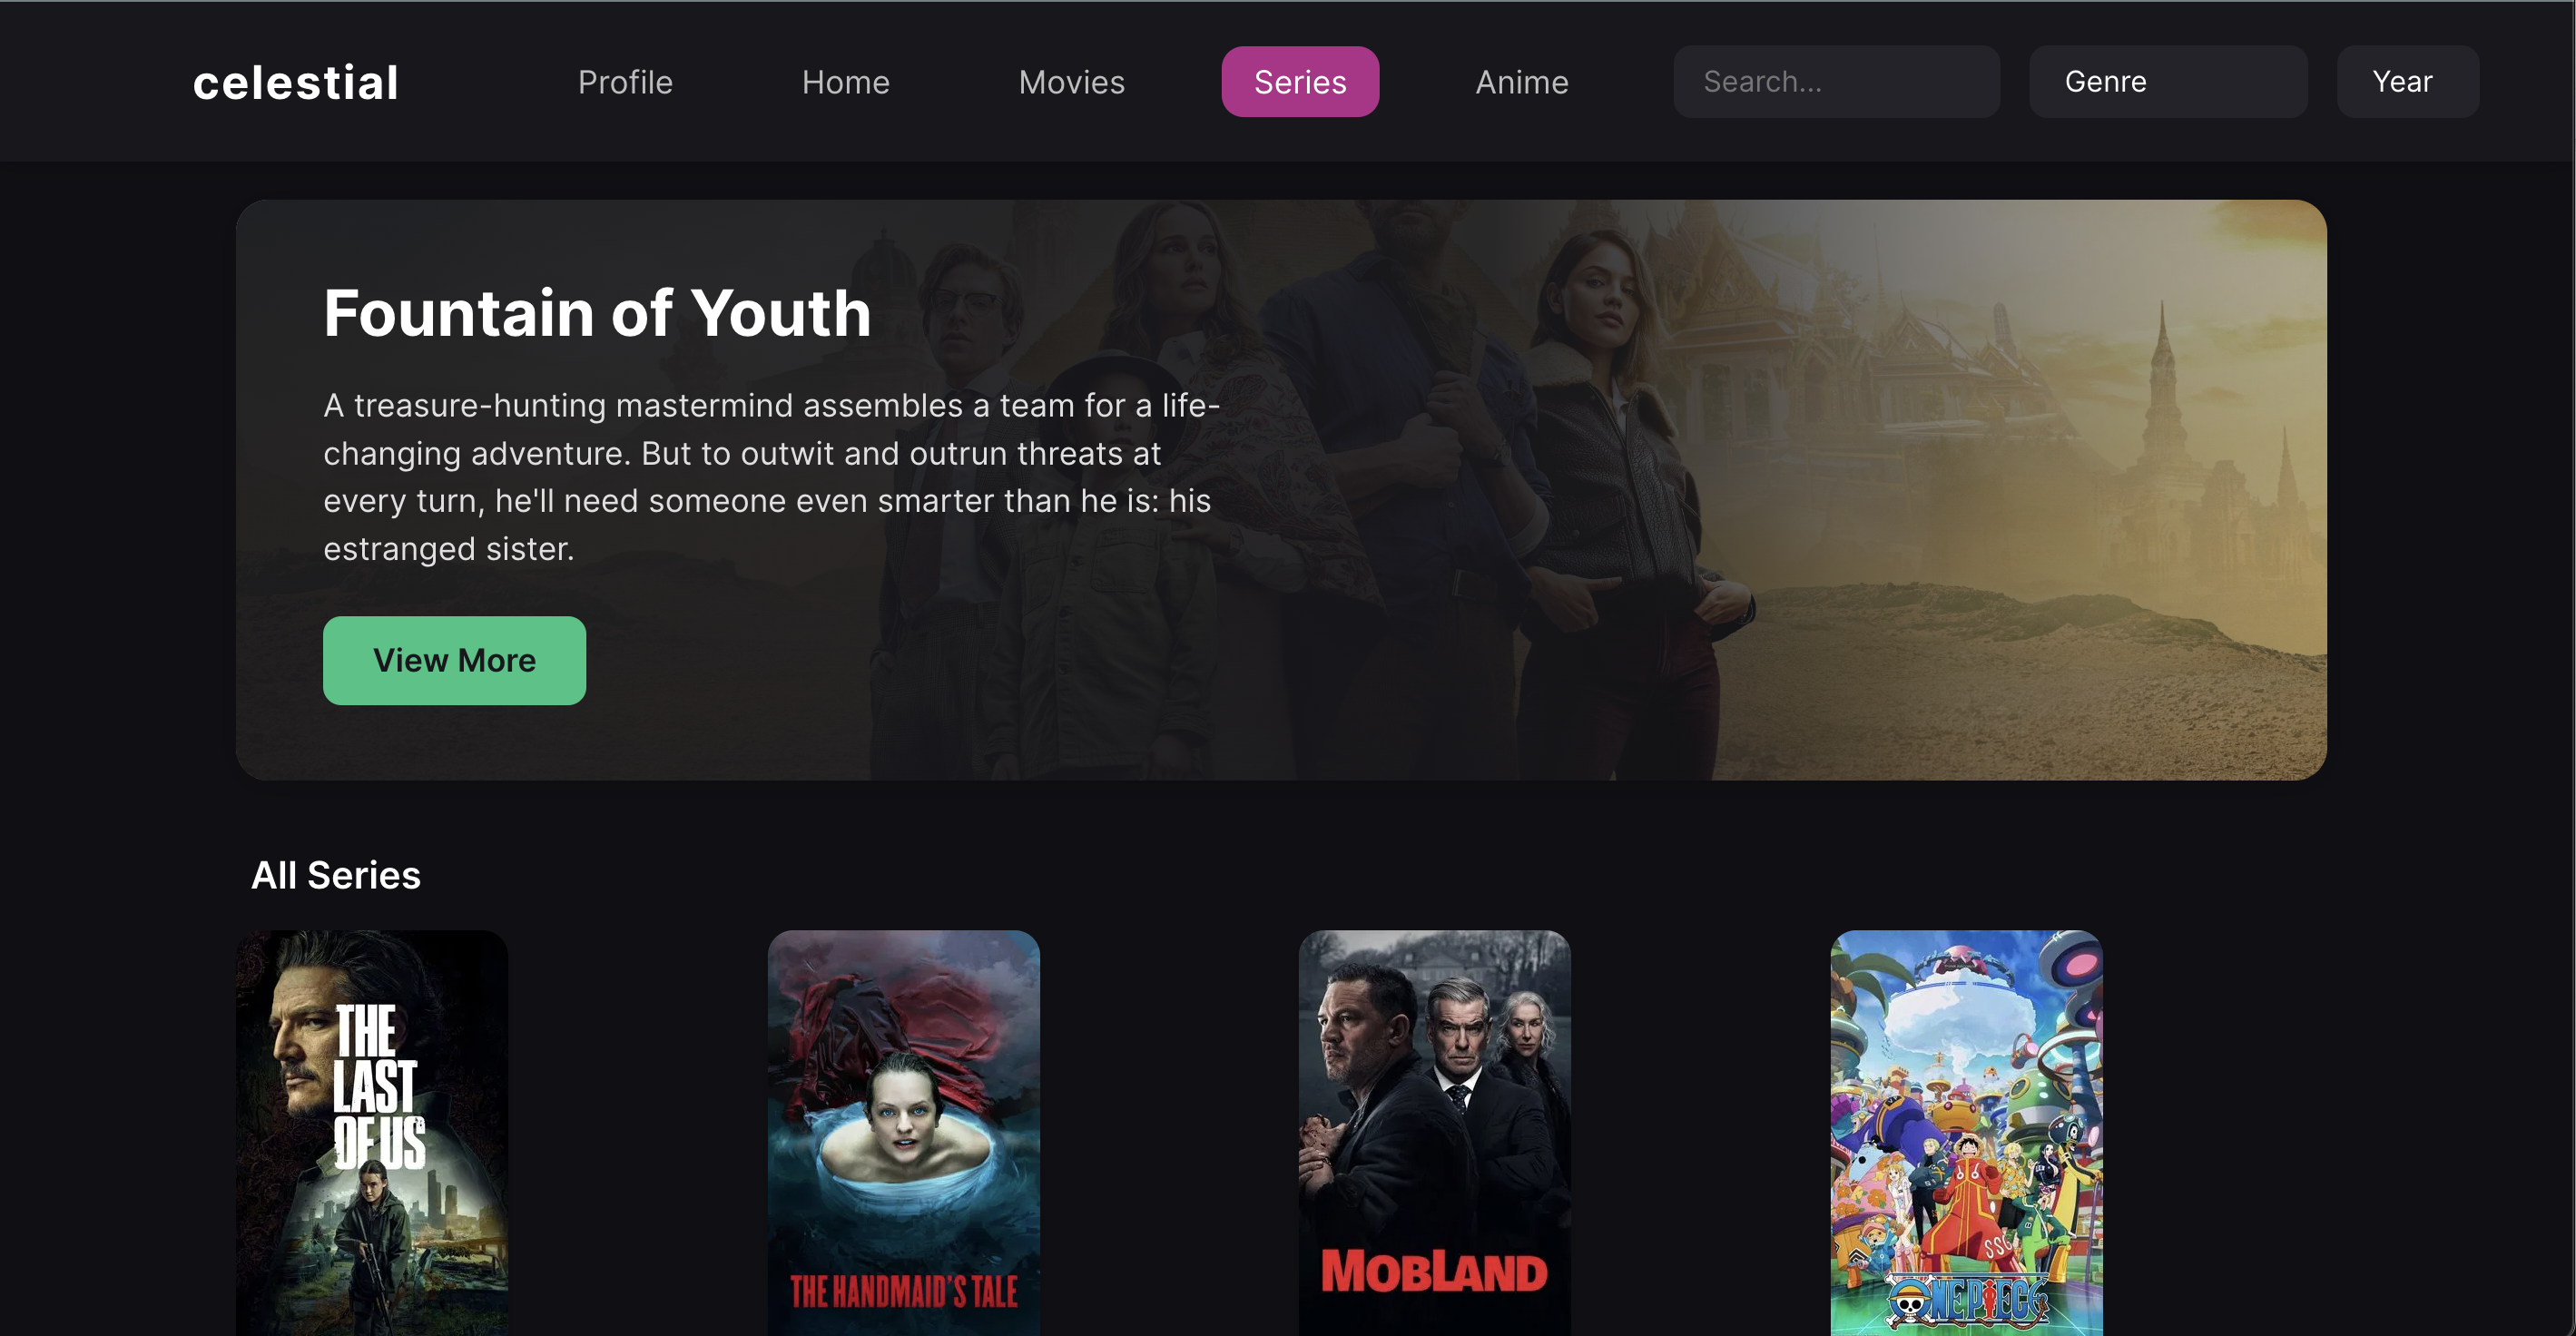 celestial
Profile
Home
Movies
Series
Anime
Search...
Genre
Year
Fountain of Youth
A treasure-hunting mastermind assembles a team for a life-
changing adventure. But to outwit and outrun threats at
every turn, he'll need someone even smarter than he is: his
estranged sister.
View More
All Series
THE
LAST
OF US
THE HANDMAID'S TALE
MOBLAND
SSG
ONE PIECE